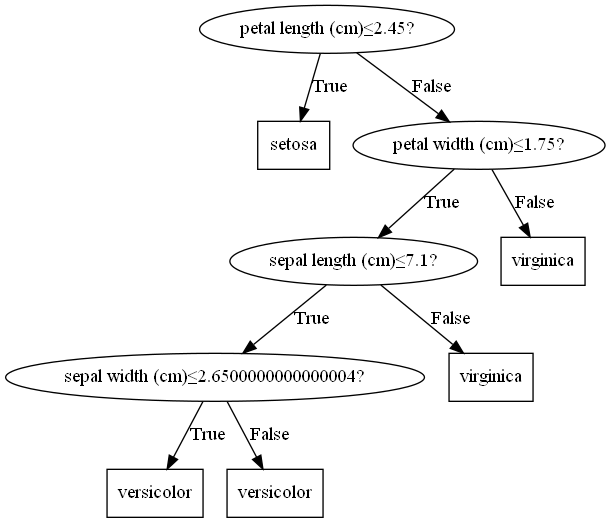 petal length (cm)≤2.45?
True
False
setosa
petal width (cm)≤1.75?
True
False
sepal length (cm)≤7.1?
virginica
True
False
sepal width (cm)≤2.6500000000000004?
virginica
True
False
versicolor
versicolor